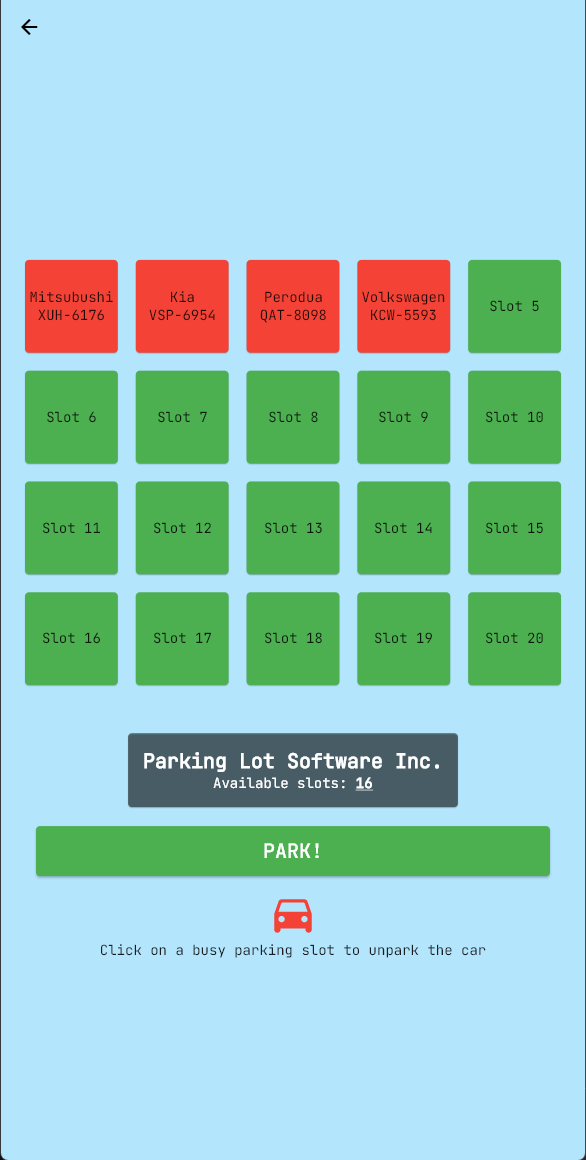 Mitsubushi
XUH-6176
Kia
VSP-6954
Perodua
QAT-8098
Volkswagen
KCW-5593
Slot 5
Slot 6
Slot 7
Slot 8
Slot 9
Slot 10
Slot 11
Slot 12
Slot 13
Slot 14
Slot 15
Slot 16
Slot 17
Slot 18
Slot 19
Slot 20
Parking Lot Software Inc.
Available slots: 16
PARK!
Click on a busy parking slot to unpark the car